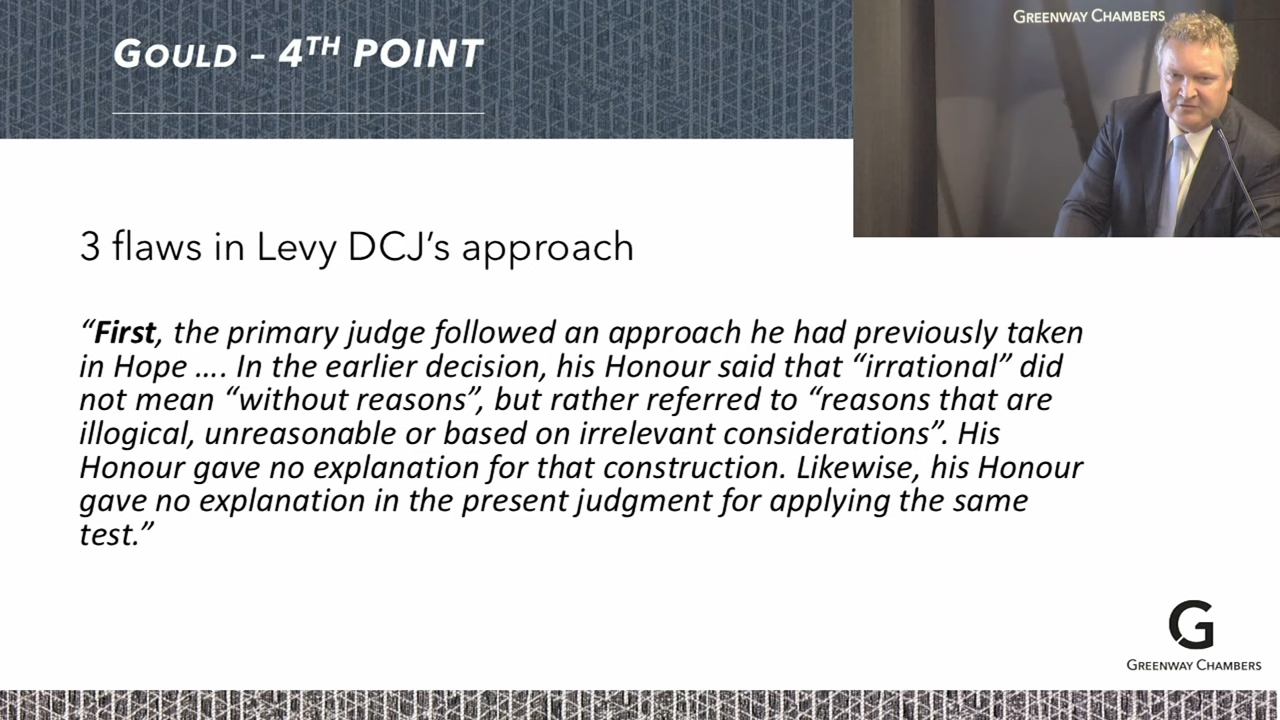 GOULD – 4TH POINT
GREENWAY CHAMBERS
3 flaws in Levy DCJ’s approach
“First, the primary judge followed an approach he had previously taken
in Hope .... In the earlier decision, his Honour said that “irrational” did
not mean “without reasons”, but rather referred to “reasons that are
illogical, unreasonable or based on irrelevant considerations”. His
Honour gave no explanation for that construction. Likewise, his Honour
gave no explanation in the present judgment for applying the same
test.”
G
GREENWAY CHAMBERS